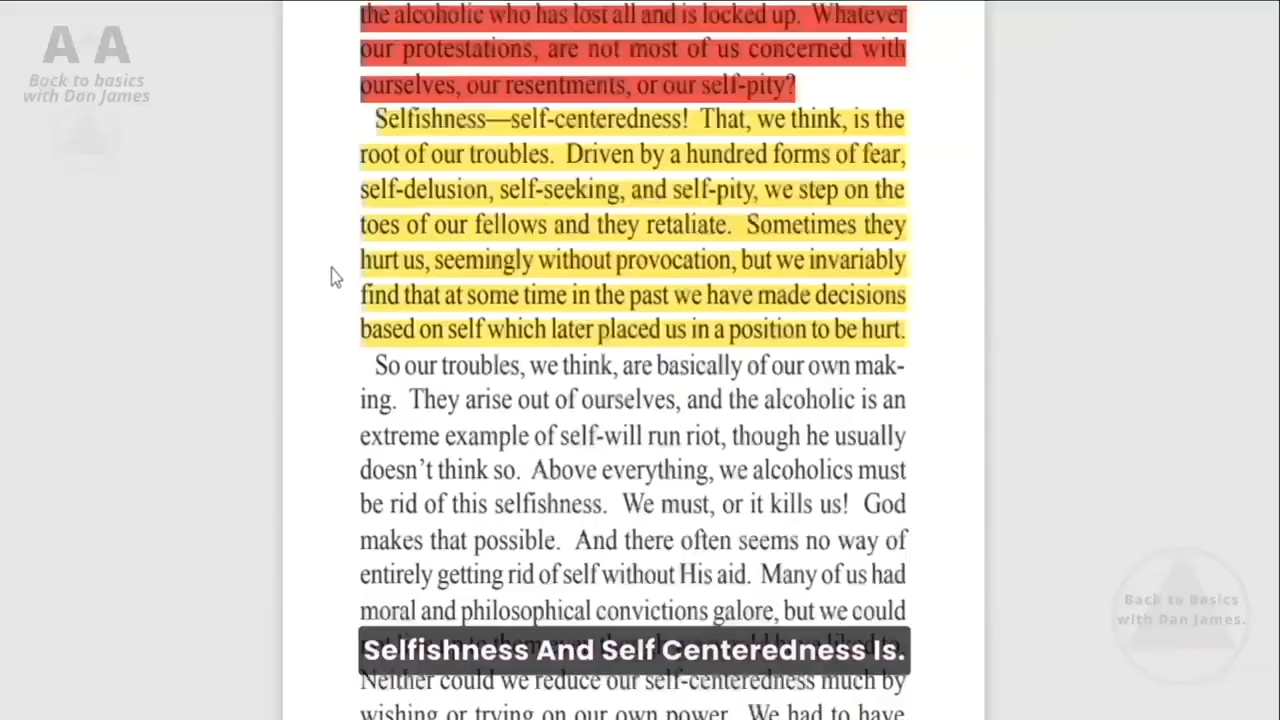 AA
Back to basics
with Dan James
the alcoholic who has lost all and is locked up. Whatever
our protestations, are not most of us concerned with
ourselves, our resentments, or our self-pity?
Selfishness—self-centeredness! That, we think, is the
root of our troubles. Driven by a hundred forms of fear,
self-delusion, self-seeking, and self-pity, we step on the
toes of our fellows and they retaliate. Sometimes they
hurt us, seemingly without provocation, but we invariably
find that at some time in the past we have made decisions
based on self which later placed us in a position to be hurt.
So our troubles, we think, are basically of our own mak-
ing. They arise out of ourselves, and the alcoholic is an
extreme example of self-will run riot, though he usually
doesn't think so. Above everything, we alcoholics must
be rid of this selfishness. We must, or it kills us! God
makes that possible. And there often seems no way of
entirely getting rid of self without His aid. Many of us had
moral and philosophical convictions galore, but we could
Selfishness And Self Centeredness Is.
Neither could we reduce our self-centeredness much by
wishing or trying on our own power. We had to have
Back to Basics
with Dan James.